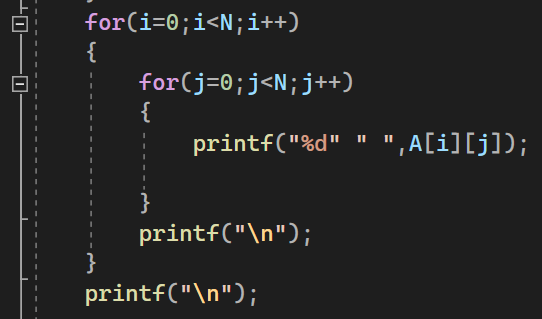 for(i=0;i<N;i++)
{
for(j=0;j<N;j++)
{
printf("%d" " ",A[i][j]);
}
printf("\n");
}
printf("\n");